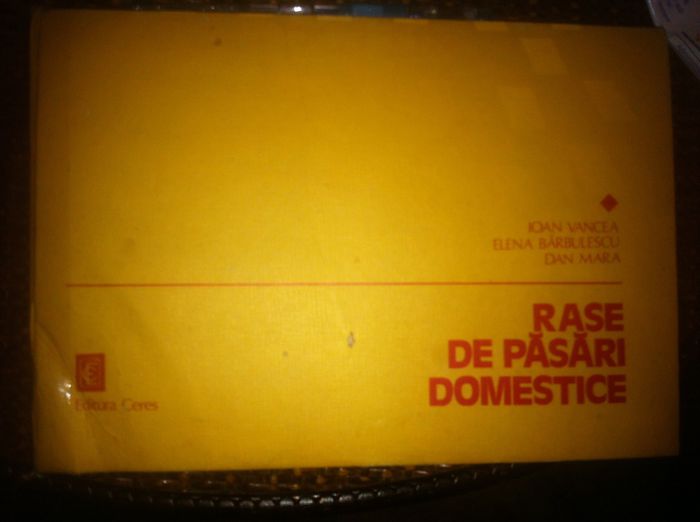 IOAN VANCEA
ELENA BĂRBULESCU
DAN MARA
RASE
DE PĂSĂRI
DOMESTICE
Editura Ceres